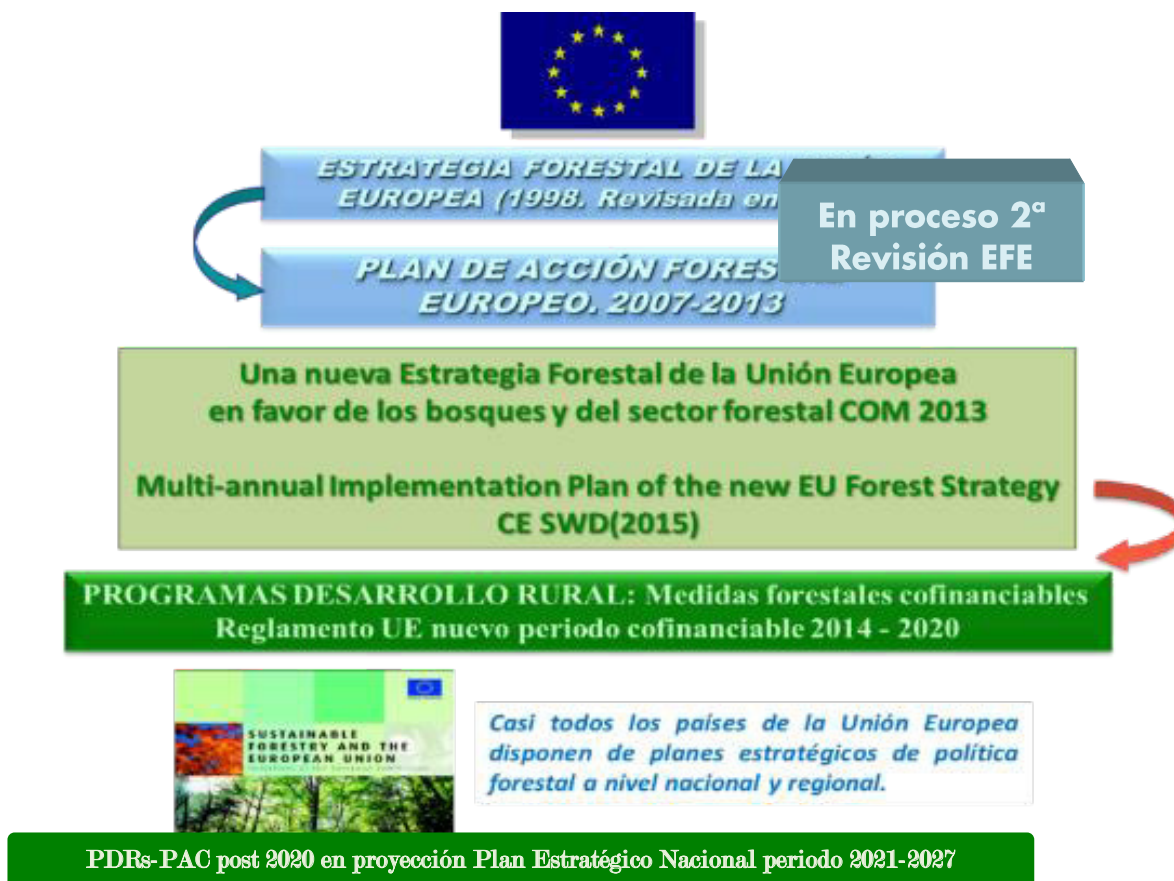 ESTRATEGIA FORESTAL DE LA
EUROPEA (1998. Revisada en
En proceso 2ª
Revisión EFE
PLAN DE ACCIÓN FORES
EUROPEO. 2007-2013
Una nueva Estrategia Forestal de la Unión Europea
en favor de los bosques y del sector forestal COM 2013
Multi-annual Implementation Plan of the new EU Forest Strategy
CE SWD(2015)
PROGRAMAS DESARROLLO RURAL: Medidas forestales cofinanciables
Reglamento UE nuevo periodo cofinanciable 2014 - 2020
SUSTAINABLE
FORESTRY AND THE
EUROPEAN UNION
Casi todos los países de la Unión Europea
disponen de planes estratégicos de política
forestal a nivel nacional y regional.
PDRs-PAC post 2020 en proyección Plan Estratégico Nacional periodo 2021-2027